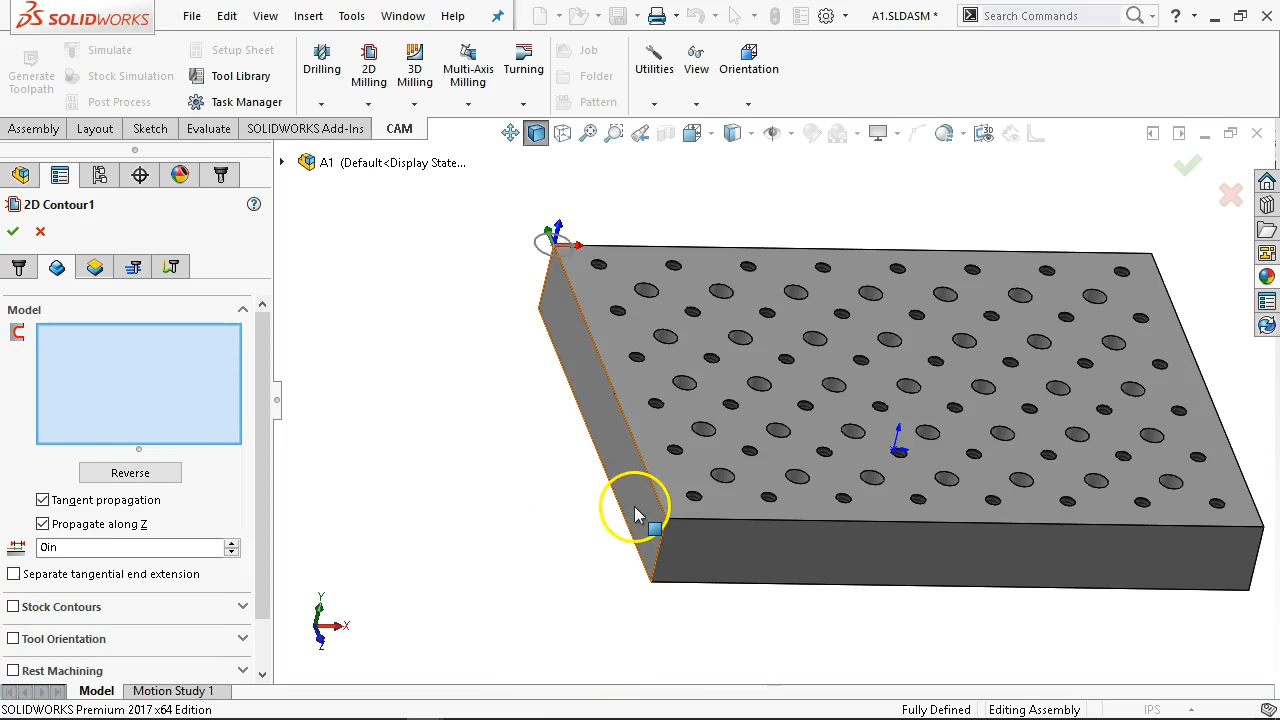 SOLIDWORKS File Edit View Insert Tools Window Help A1.SLDASM * Search Commands
Generate Toolpath
Simulate
Stock Simulation
Post Process
Setup Sheet
Tool Library
Task Manager
Drilling
2D Milling
3D Milling
Multi-Axis Milling
Turning
Job
Folder
Pattern
Utilities
View
Orientation
Assembly Layout Sketch Evaluate SOLIDWORKS Add-Ins CAM
A1 (Default<Display State...
2D Contour1
Model
Reverse
Tangent propagation
Propagate along Z
0in
Separate tangential end extension
Stock Contours
Tool Orientation
Rest Machining
Y
X
Z
Model Motion Study 1
SOLIDWORKS Premium 2017 x64 Edition Fully Defined Editing Assembly IPS